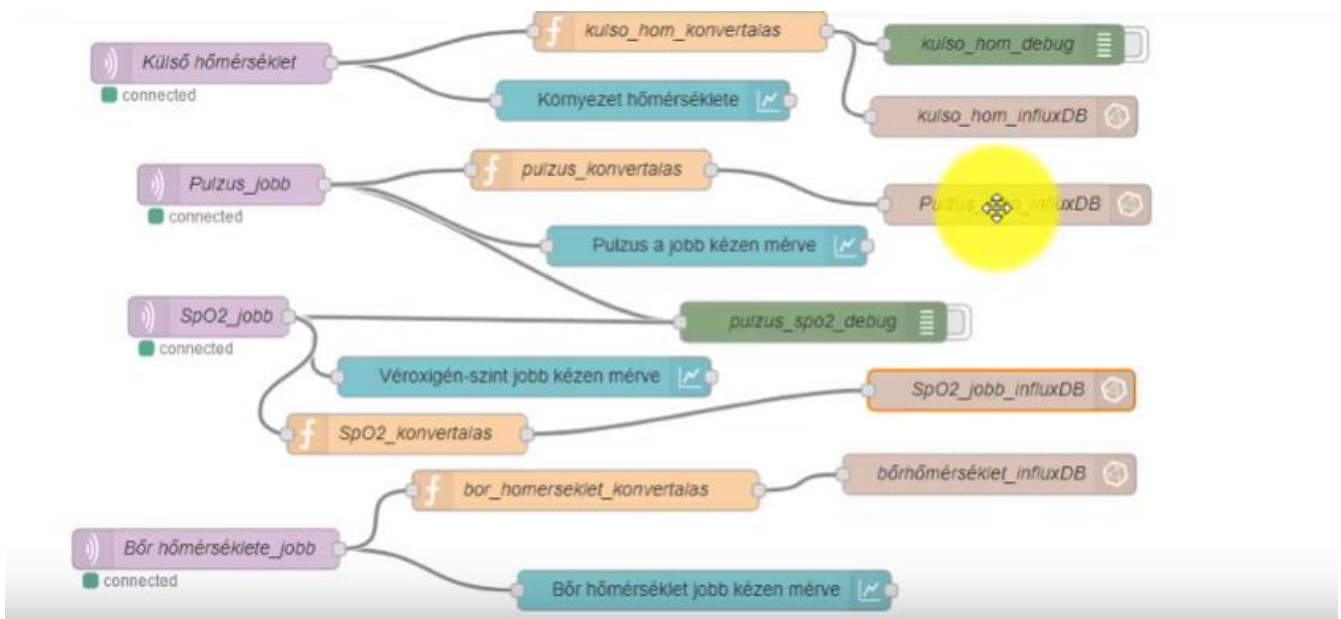 kulso_hom_konvertalas
kulso_hom_debug
Külső hőmérséklet
connected
Környezet hőmérséklete
kulso_hom_influxDB
pulzus_konvertalas
Pulzus_jobb
connected
Pulzus_jobb_influxDB
Pulzus a jobb kézen mérve
SpO2_jobb
connected
pulzus_spo2_debug
Véroxigén-szint jobb kézen mérve
SpO2_jobb_influxDB
SpO2_konvertalas
bőrhőmérséklet_influxDB
bor_homerseklet_konvertalas
Bőr hőmérséklete_jobb
connected
Bőr hőmérséklet jobb kézen mérve